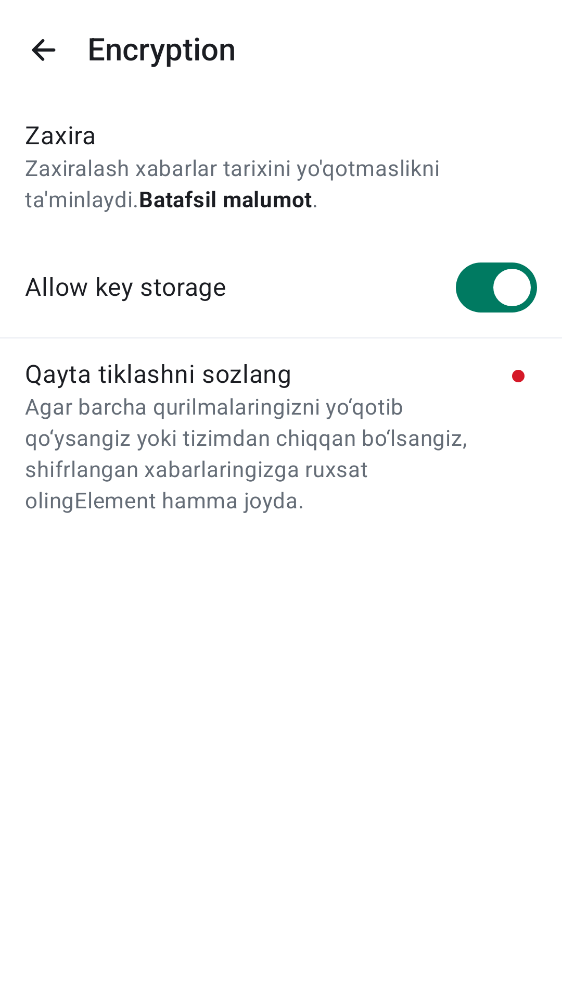 Encryption
Zaxira
Zaxiralash xabarlar tarixini yo'qotmaslikni
ta'minlaydi.Batafsil malumot.
Allow key storage
Qayta tiklashni sozlang
Agar barcha qurilmalaringizni yo‘qotib
qo‘ysangiz yoki tizimdan chiqqan bo‘lsangiz,
shifrlangan xabarlaringizga ruxsat
olingElement hamma joyda.